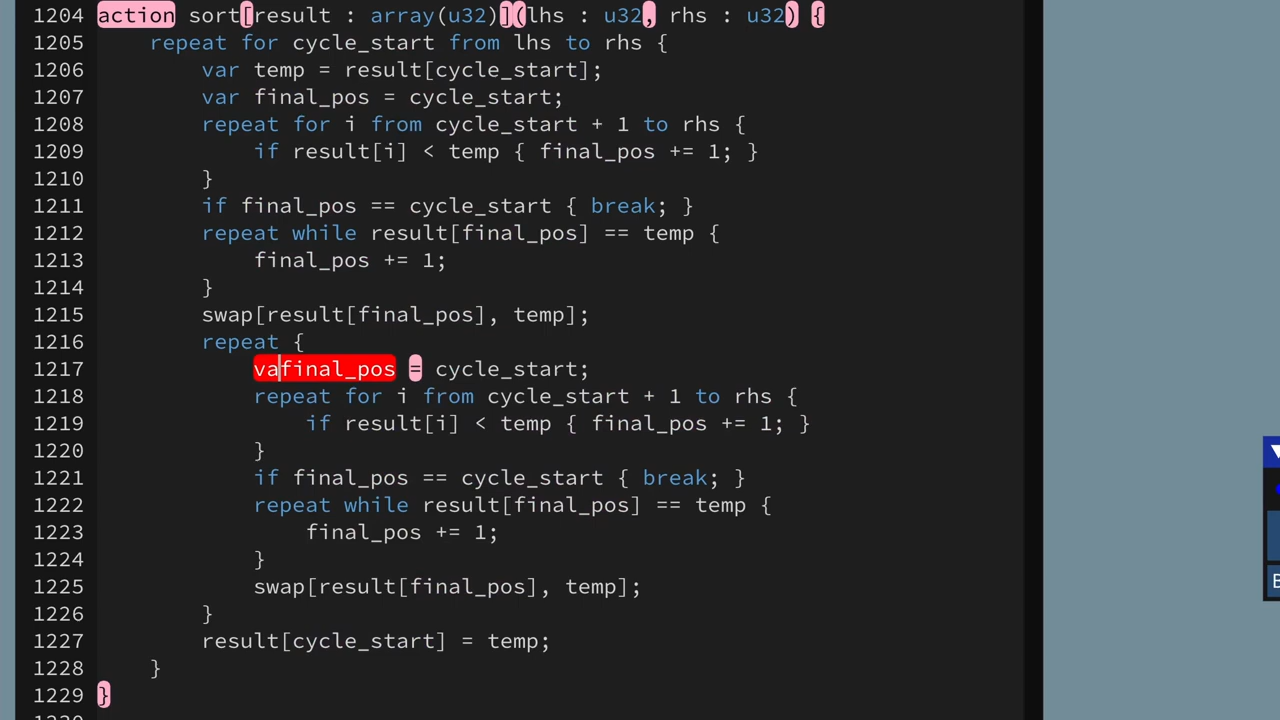 1204 action sort[result : array(u32)](lhs : u32, rhs : u32) {
1205     repeat for cycle_start from lhs to rhs {
1206         var temp = result[cycle_start];
1207         var final_pos = cycle_start;
1208         repeat for i from cycle_start + 1 to rhs {
1209             if result[i] < temp { final_pos += 1; }
1210         }
1211         if final_pos == cycle_start { break; }
1212         repeat while result[final_pos] == temp {
1213             final_pos += 1;
1214         }
1215         swap[result[final_pos], temp];
1216         repeat {
1217             vafinal_pos = cycle_start;
1218             repeat for i from cycle_start + 1 to rhs {
1219                 if result[i] < temp { final_pos += 1; }
1220             }
1221             if final_pos == cycle_start { break; }
1222             repeat while result[final_pos] == temp {
1223                 final_pos += 1;
1224             }
1225             swap[result[final_pos], temp];
1226         }
1227         result[cycle_start] = temp;
1228     }
1229 }